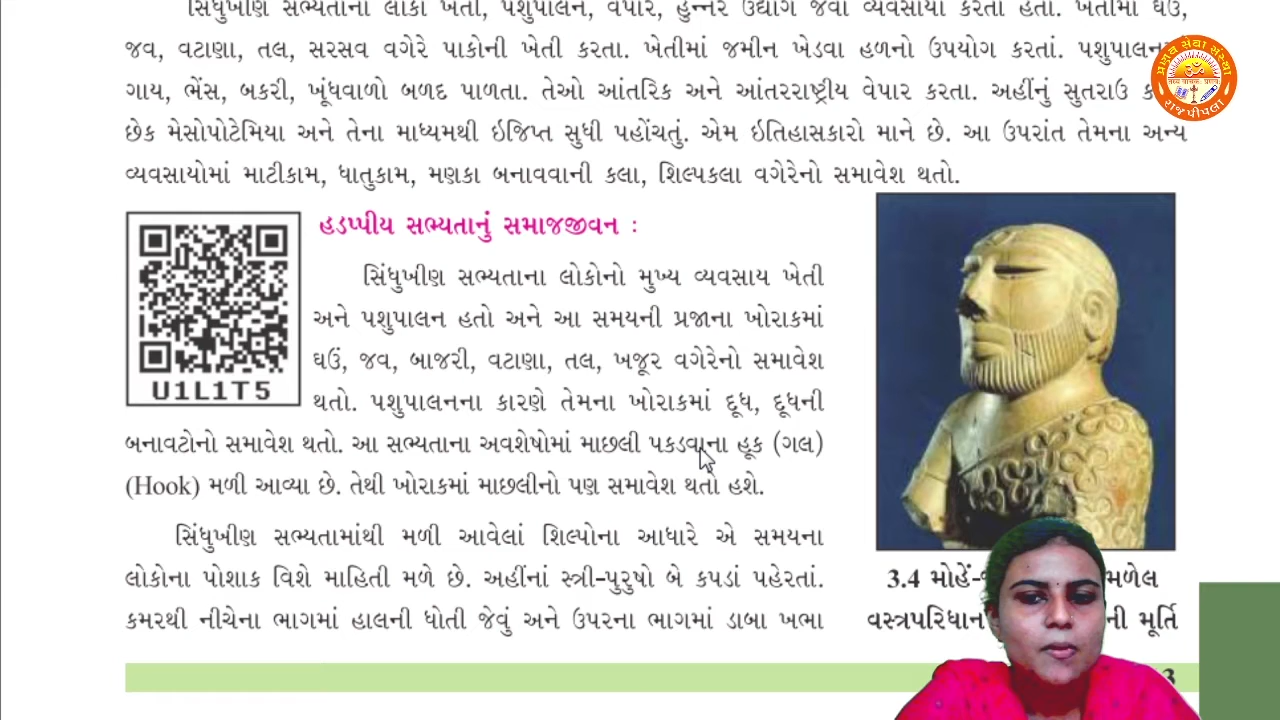 સિંધુખીણ સભ્યતાના લોકો ખેતી, પશુપાલન, વેપાર, હુન્નર ઉદ્યોગ જેવા વ્યવસાયો કરતા હતા. ખેતીમાં ઘઉં,
જવ, વટાણા, તલ, સરસવ વગેરે પાકોની ખેતી કરતા. ખેતીમાં જમીન ખેડવા હળનો ઉપયોગ કરતાં.
ગાય, ભેંસ, બકરી, ખૂંધવાળો બળદ પાળતા. તેઓ આંતરિક અને આંતરરાષ્ટ્રીય વેપાર કરતા. અહીંનું સુતરાઉ
છેક મેસોપોટેમિયા અને તેના માધ્યમથી ઇજિપ્ત સુધી પહોંચતું. એમ ઇતિહાસકારો માને છે. આ ઉપરાંત તેમના અન્ય
વ્યવસાયોમાં માટીકામ, ધાતુકામ, મણકા બનાવવાની કલા, શિલ્પકલા વગેરેનો સમાવેશ થતો.
હડપ્પીય સભ્યતાનું સમાજજીવન :
સિંધુખીણ સભ્યતાના લોકોનો મુખ્ય વ્યવસાય ખેતી
અને પશુપાલન હતો અને આ સમયની પ્રજાના ખોરાકમાં
ઘઉં, જવ, બાજરી, વટાણા, તલ, ખજૂર વગેરેનો સમાવેશ
થતો. પશુપાલનના કારણે તેમના ખોરાકમાં દૂધ, દૂધની
બનાવટોનો સમાવેશ થતો. આ સભ્યતાના અવશેષોમાં માછલી પકડવાના હૂક (ગલ)
(Hook) મળી આવ્યા છે. તેથી ખોરાકમાં માછલીનો પણ સમાવેશ થતો હશે.
સિંધુખીણ સભ્યતામાંથી મળી આવેલાં શિલ્પોના આધારે એ સમયના
લોકોના પોશાક વિશે માહિતી મળે છે. અહીંનાં સ્ત્રી-પુરુષો બે કપડાં પહેરતાં.
કમરથી નીચેના ભાગમાં હાલની ધોતી જેવું અને ઉપરના ભાગમાં ડાબા ખભા
U1L1T5
3.4 મળેલ
વસ્ત્રપરિધાન મૂર્તિ
3
પ્રણવ સેવા સંસ્થા
રાજપીપલા